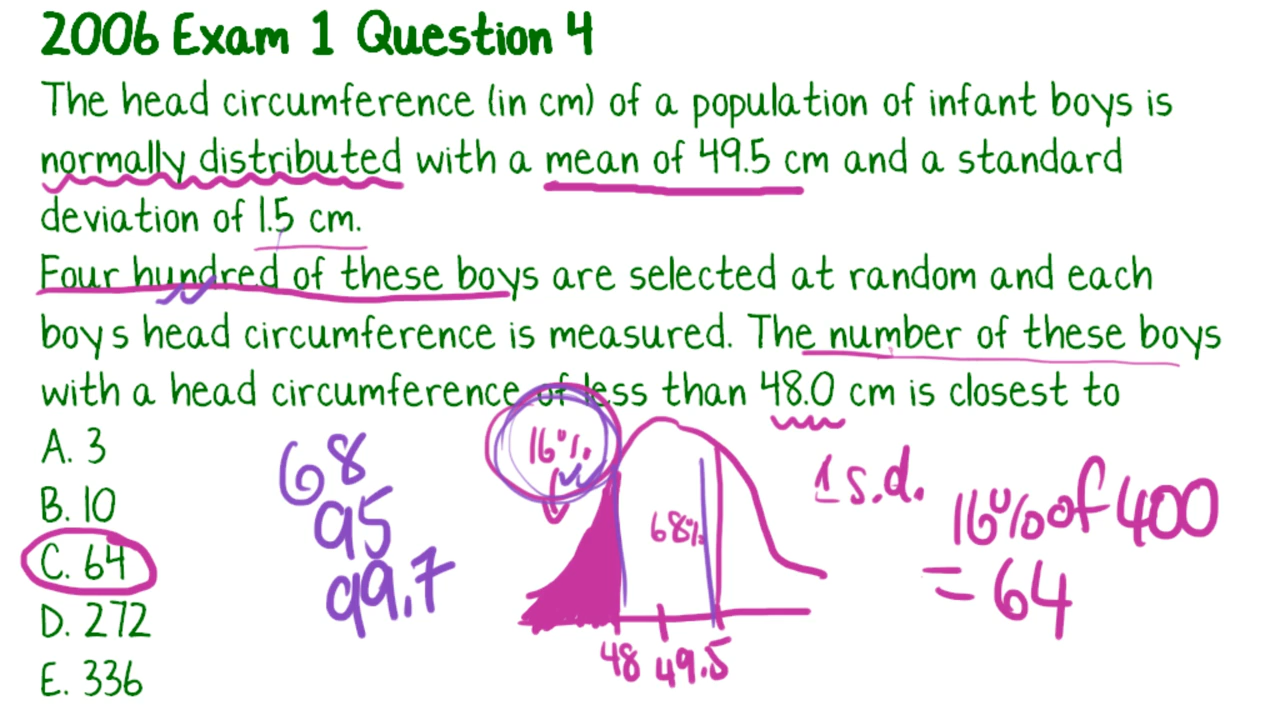 2006 Exam 1 Question 4
The head circumference (in cm) of a population of infant boys is
normally distributed with a mean of 49.5 cm and a standard
deviation of 1.5 cm.
Four hundred of these boys are selected at random and each
boys head circumference is measured. The number of these boys
with a head circumference of less than 48.0 cm is closest to
A. 3
B. 10
C. 64
D. 272
E. 336
68
95
99.7
16%
68%
48 49.5
1 s.d.
16% of 400
= 64